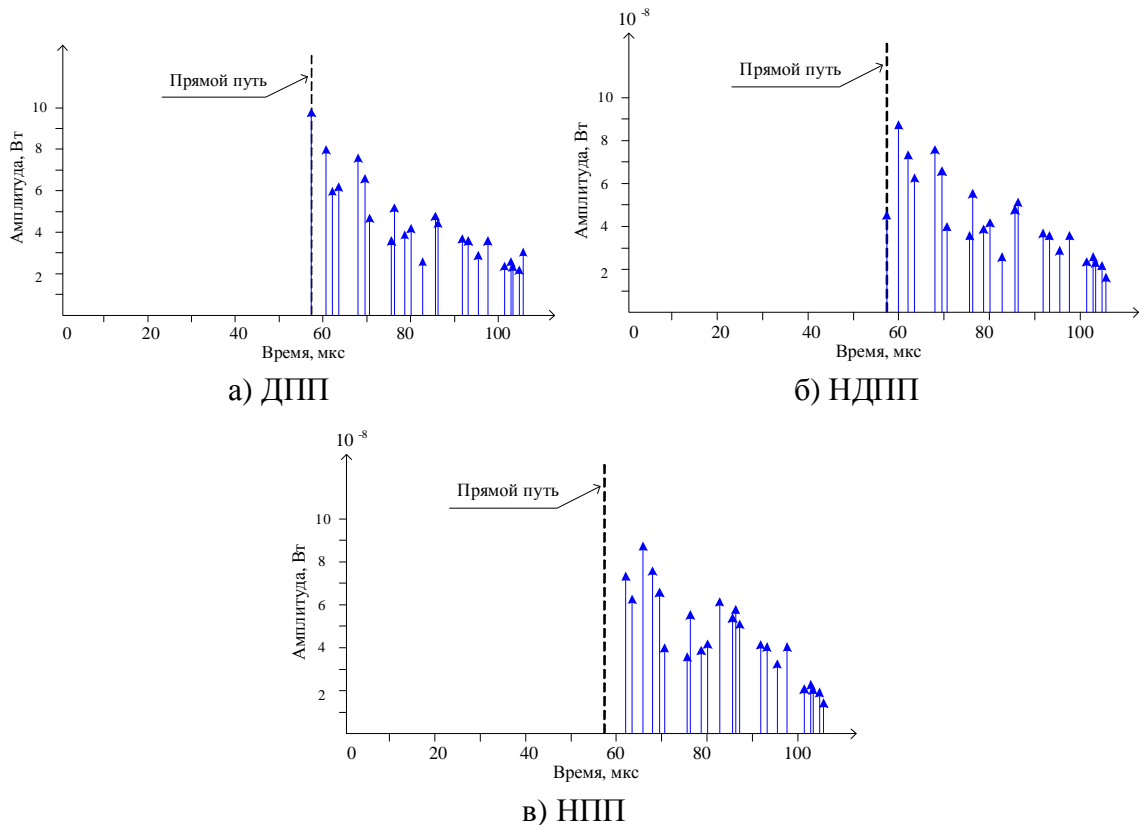 10 -8
Прямой путь
Прямой путь
Амплитуда, Вт
10
8
6
4
2
0 20 40 60 80 100
Время, мкс
Амплитуда, Вт
10
8
6
4
2
0 20 40 60 80 100
Время, мкс
а) ДПП
б) НДПП
10 -8
Прямой путь
Амплитуда, Вт
10
8
6
4
2
0 20 40 60 80 100
Время, мкс
в) НПП